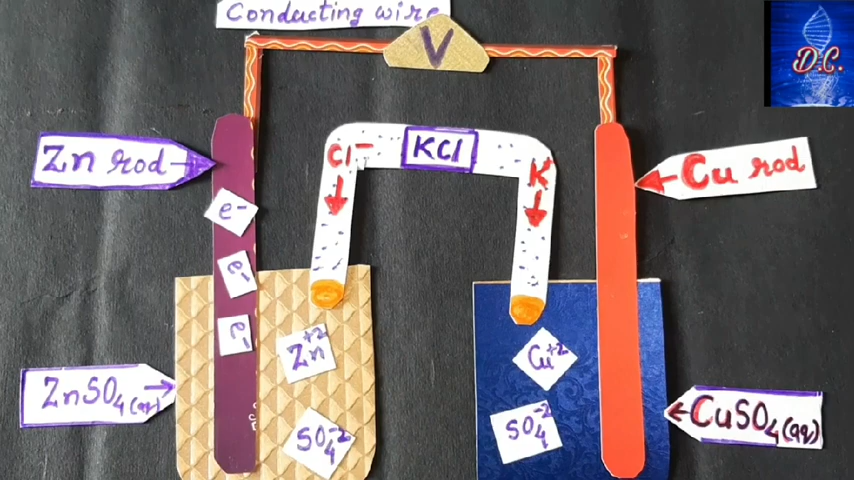 Conducting wire
V
D.C.
Cl⁻
KCl
K⁺
Zn rod
Cu rod
e⁻
e⁻
e⁻
Zn⁺²
Cu⁺²
ZnSO₄(aq)
CuSO₄(aq)
SO₄⁻²
SO₄⁻²